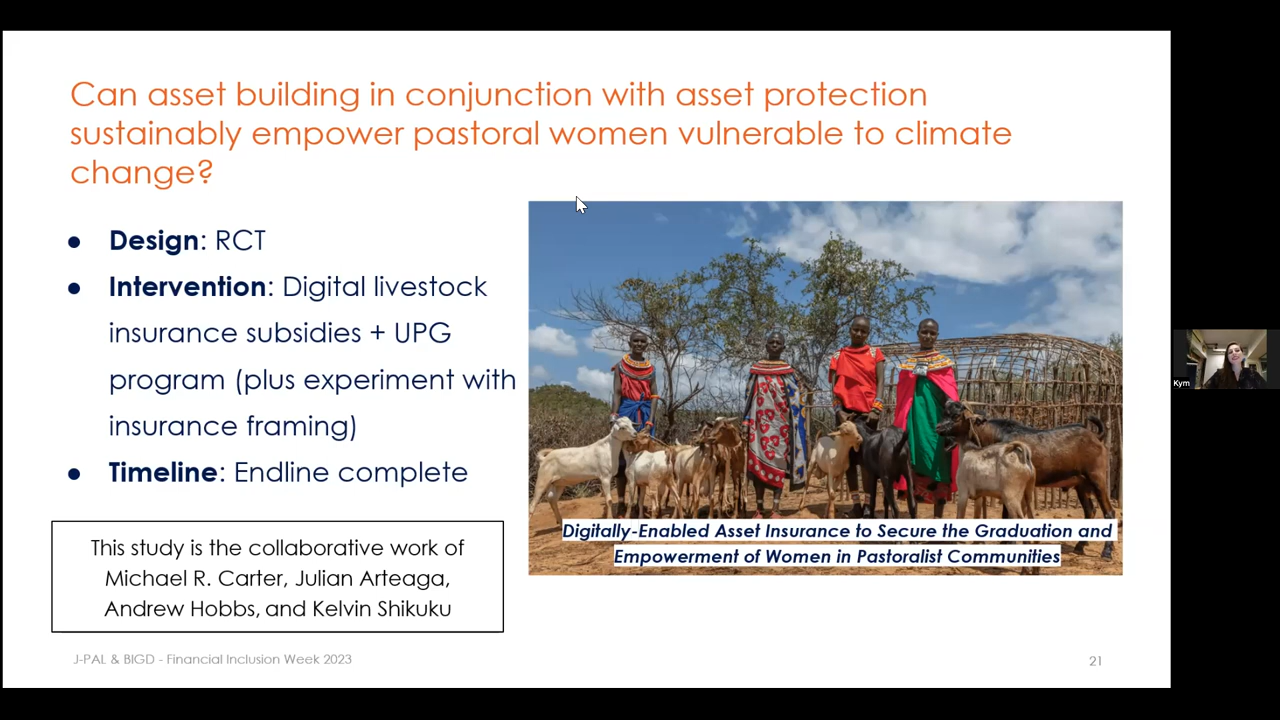 Can asset building in conjunction with asset protection
sustainably empower pastoral women vulnerable to climate
change?
● Design: RCT
● Intervention: Digital livestock
insurance subsidies + UPG
program (plus experiment with
insurance framing)
● Timeline: Endline complete
Digitally-Enabled Asset Insurance to Secure the Graduation and
Empowerment of Women in Pastoralist Communities
This study is the collaborative work of
Michael R. Carter, Julian Arteaga,
Andrew Hobbs, and Kelvin Shikuku
J-PAL & BIGD - Financial Inclusion Week 2023
21
Kym